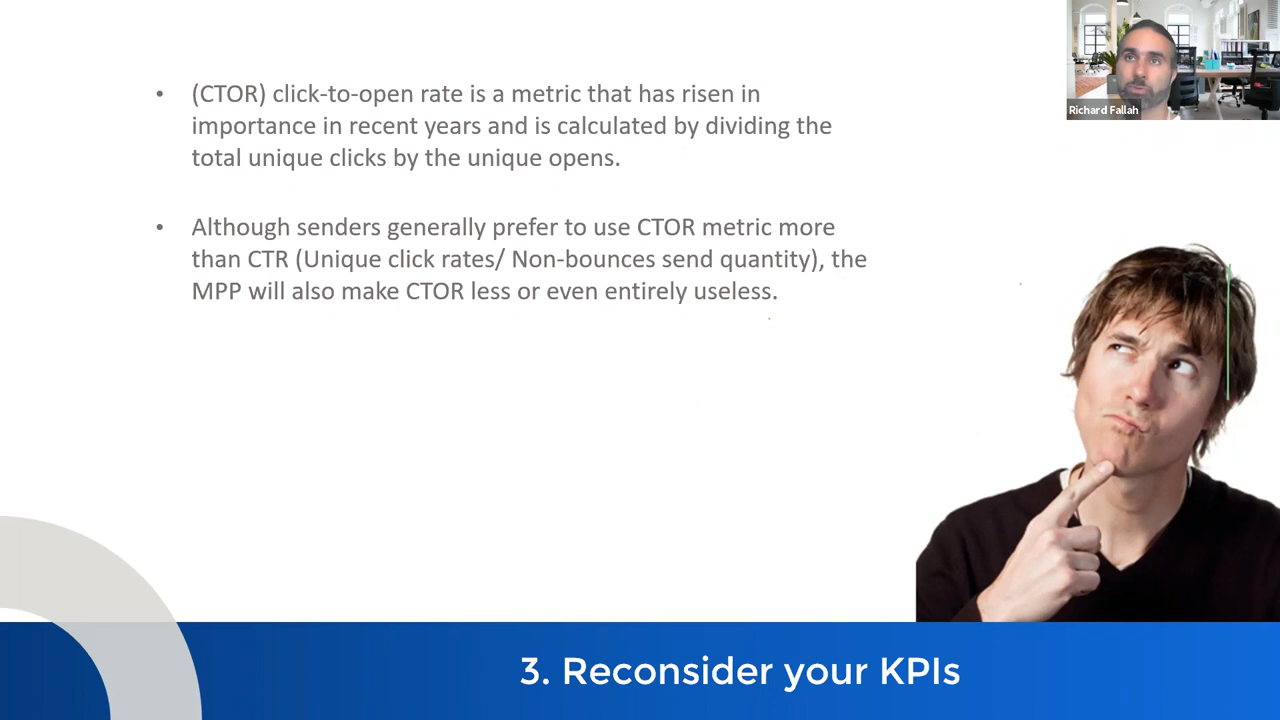 • (CTOR) click-to-open rate is a metric that has risen in
importance in recent years and is calculated by dividing the
total unique clicks by the unique opens.
• Although senders generally prefer to use CTOR metric more
than CTR (Unique click rates/ Non-bounces send quantity), the
MPP will also make CTOR less or even entirely useless.
Richard Fallah
3. Reconsider your KPIs